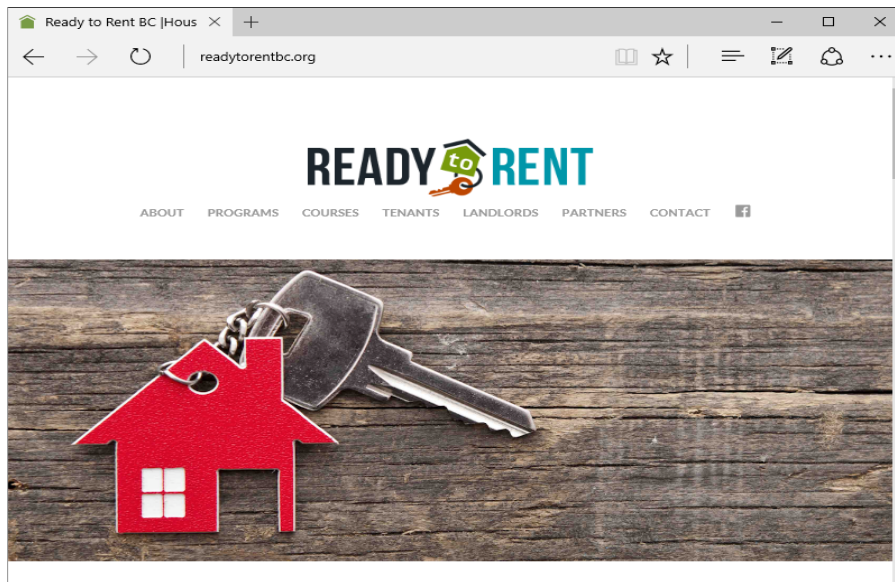 Ready to Rent BC |Hous
readytorentbc.org
READY to RENT
ABOUT PROGRAMS COURSES TENANTS LANDLORDS PARTNERS CONTACT f